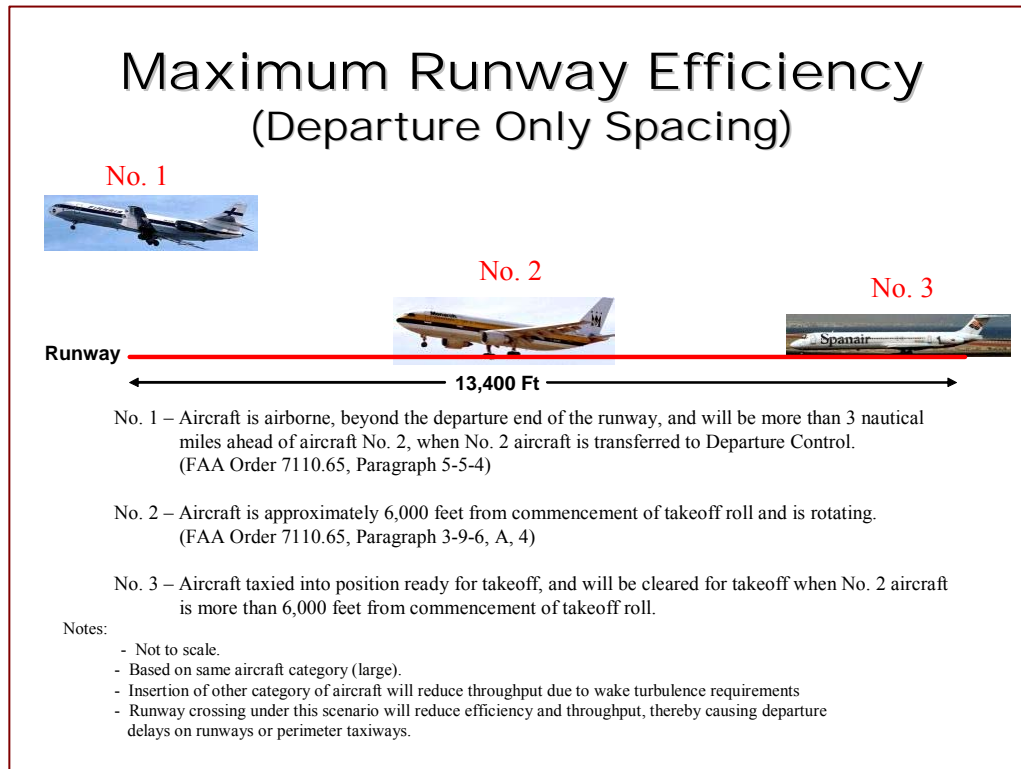 Maximum Runway Efficiency
(Departure Only Spacing)
No. 1
No. 2
No. 3
Monarch
Spanair
Runway
13,400 Ft
No. 1 – Aircraft is airborne, beyond the departure end of the runway, and will be more than 3 nautical
miles ahead of aircraft No. 2, when No. 2 aircraft is transferred to Departure Control.
(FAA Order 7110.65, Paragraph 5-5-4)
No. 2 – Aircraft is approximately 6,000 feet from commencement of takeoff roll and is rotating.
(FAA Order 7110.65, Paragraph 3-9-6, A, 4)
No. 3 – Aircraft taxied into position ready for takeoff, and will be cleared for takeoff when No. 2 aircraft
is more than 6,000 feet from commencement of takeoff roll.
Notes:
- Not to scale.
- Based on same aircraft category (large).
- Insertion of other category of aircraft will reduce throughput due to wake turbulence requirements
- Runway crossing under this scenario will reduce efficiency and throughput, thereby causing departure
delays on runways or perimeter taxiways.